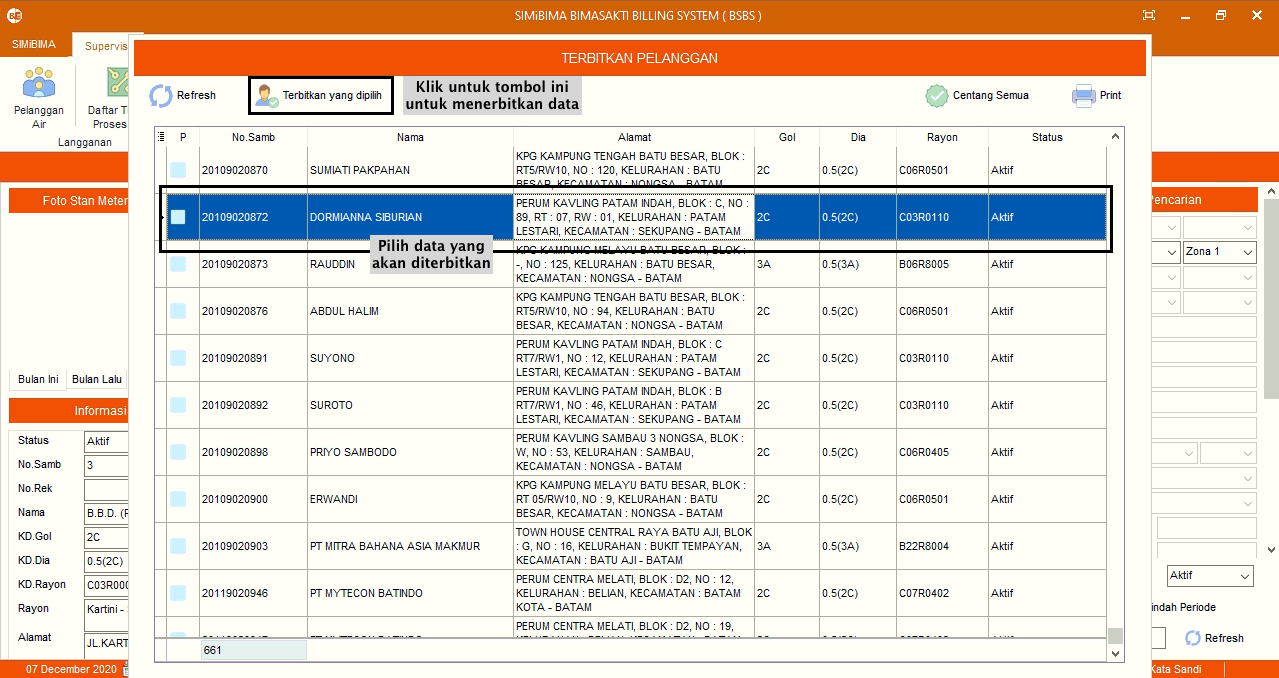 SIMiBIMA BIMASAKTI BILLING SYSTEM ( BSBS )
SIMiBIMA
Supervis
TERBITKAN PELANGGAN
Pelanggan
Air
Daftar T
Proses
Langganan
Refresh
Terbitkan yang dipilih
Klik untuk tombol ini
untuk menerbitkan data
Centang Semua
Print
P No.Samb Nama Alamat Gol Dia Rayon Status
20109020870 SUMIATI PAKPAHAN KPG KAMPUNG TENGAH BATU BESAR, BLOK :
RT5/RW10, NO : 120, KELURAHAN : BATU
BESAR, KECAMATAN : NONGSA - BATAM 2C 0.5(2C) C06R0501 Aktif
20109020872 DORMIANNA SIBURIAN PERUM KAVLING PATAM INDAH, BLOK : C, NO :
89, RT : 07, RW : 01, KELURAHAN : PATAM
LESTARI, KECAMATAN : SEKUPANG - BATAM 2C 0.5(2C) C03R0110 Aktif
Pilih data yang
akan diterbitkan
20109020873 RAUDDIN KPG KAMPUNG MELAYU BATU BESAR, BLOK :
-, NO : 125, KELURAHAN : BATU BESAR,
KECAMATAN : NONGSA - BATAM 3A 0.5(3A) B06R8005 Aktif
20109020876 ABDUL HALIM KPG KAMPUNG TENGAH BATU BESAR, BLOK :
RT5/RW10, NO : 94, KELURAHAN : BATU
BESAR, KECAMATAN : NONGSA - BATAM 2C 0.5(2C) C06R0501 Aktif
20109020891 SUYONO PERUM KAVLING PATAM INDAH, BLOK : C
RT7/RW1, NO : 12, KELURAHAN : PATAM
LESTARI, KECAMATAN : SEKUPANG - BATAM 2C 0.5(2C) C03R0110 Aktif
20109020892 SUROTO PERUM KAVLING PATAM INDAH, BLOK : B
RT7/RW1, NO : 46, KELURAHAN : PATAM
LESTARI, KECAMATAN : SEKUPANG - BATAM 2C 0.5(2C) C03R0110 Aktif
20109020898 PRIYO SAMBODO PERUM KAVLING SAMBAU 3 NONGSA, BLOK :
W, NO : 53, KELURAHAN : SAMBAU,
KECAMATAN : NONGSA - BATAM 2C 0.5(2C) C06R0405 Aktif
20109020900 ERWANDI KPG KAMPUNG MELAYU BATU BESAR, BLOK :
RT 05/RW10, NO : 9, KELURAHAN : BATU
BESAR, KECAMATAN : NONGSA - BATAM 2C 0.5(2C) C06R0501 Aktif
20109020903 PT MITRA BAHANA ASIA MAKMUR TOWN HOUSE CENTRAL RAYA BATU AJI, BLOK
: G, NO : 16, KELURAHAN : BUKIT TEMPAYAN,
KECAMATAN : BATU AJI - BATAM 3A 0.5(3A) B22R8004 Aktif
20119020946 PT MYTECON BATINDO PERUM CENTRA MELATI, BLOK : D2, NO : 12,
KELURAHAN : BELIAN, KECAMATAN : BATAM
KOTA - BATAM 2C 0.5(2C) C07R0402 Aktif
PERUM CENTRA MELATI, BLOK : D2, NO : 19,
661
Foto Stan Meter
Bulan Ini
Bulan Lalu
Informasi
Status Aktif
No.Samb 3
No.Rek
Nama B.B.D. (F
KD.Gol 2C
KD.Dia 0.5(2C)
KD.Rayon C03R000
Rayon Kartini -
Alamat JL.KART
07 December 2020
Pencarian
Zona 1
Aktif
indah Periode
Refresh
Kata Sandi